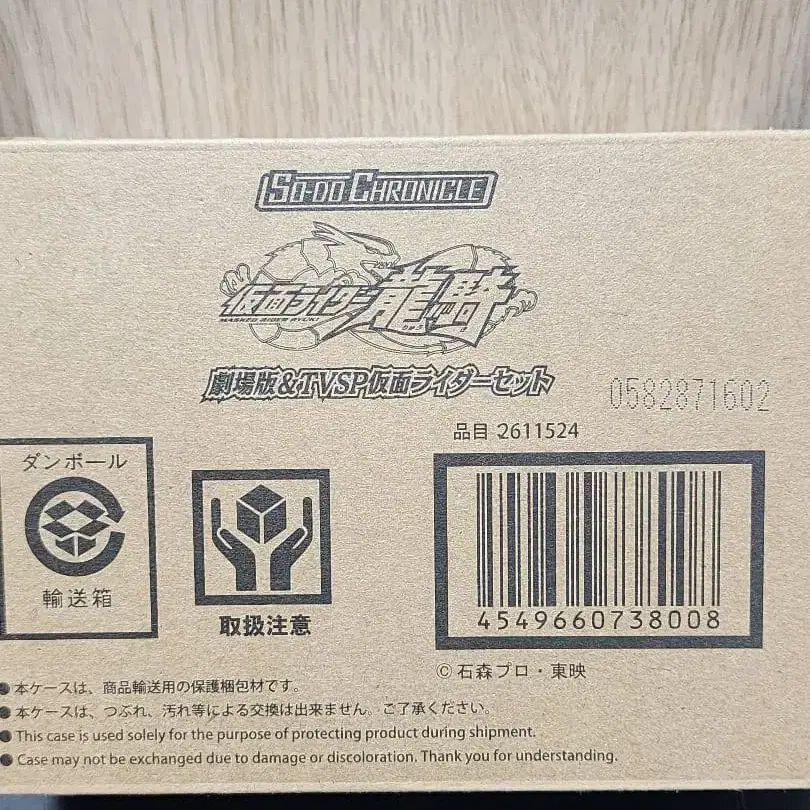 SO-DO CHRONICLE
仮面ライダー龍騎
MASKED RIDER RYUKI
劇場版&TVSP仮面ライダーセット
0582871602
品目 2611524
ダンボール
輸送箱
取扱注意
4549660738008
©石森プロ・東映
●本ケースは、商品輸送用の保護梱包材です。
●本ケースは、つぶれ、汚れ等による交換は出来ません。ご了承ください。
●This case is used solely for the purpose of protecting product during shipment.
●Case may not be exchanged due to damage or discoloration. Thank you for understanding.